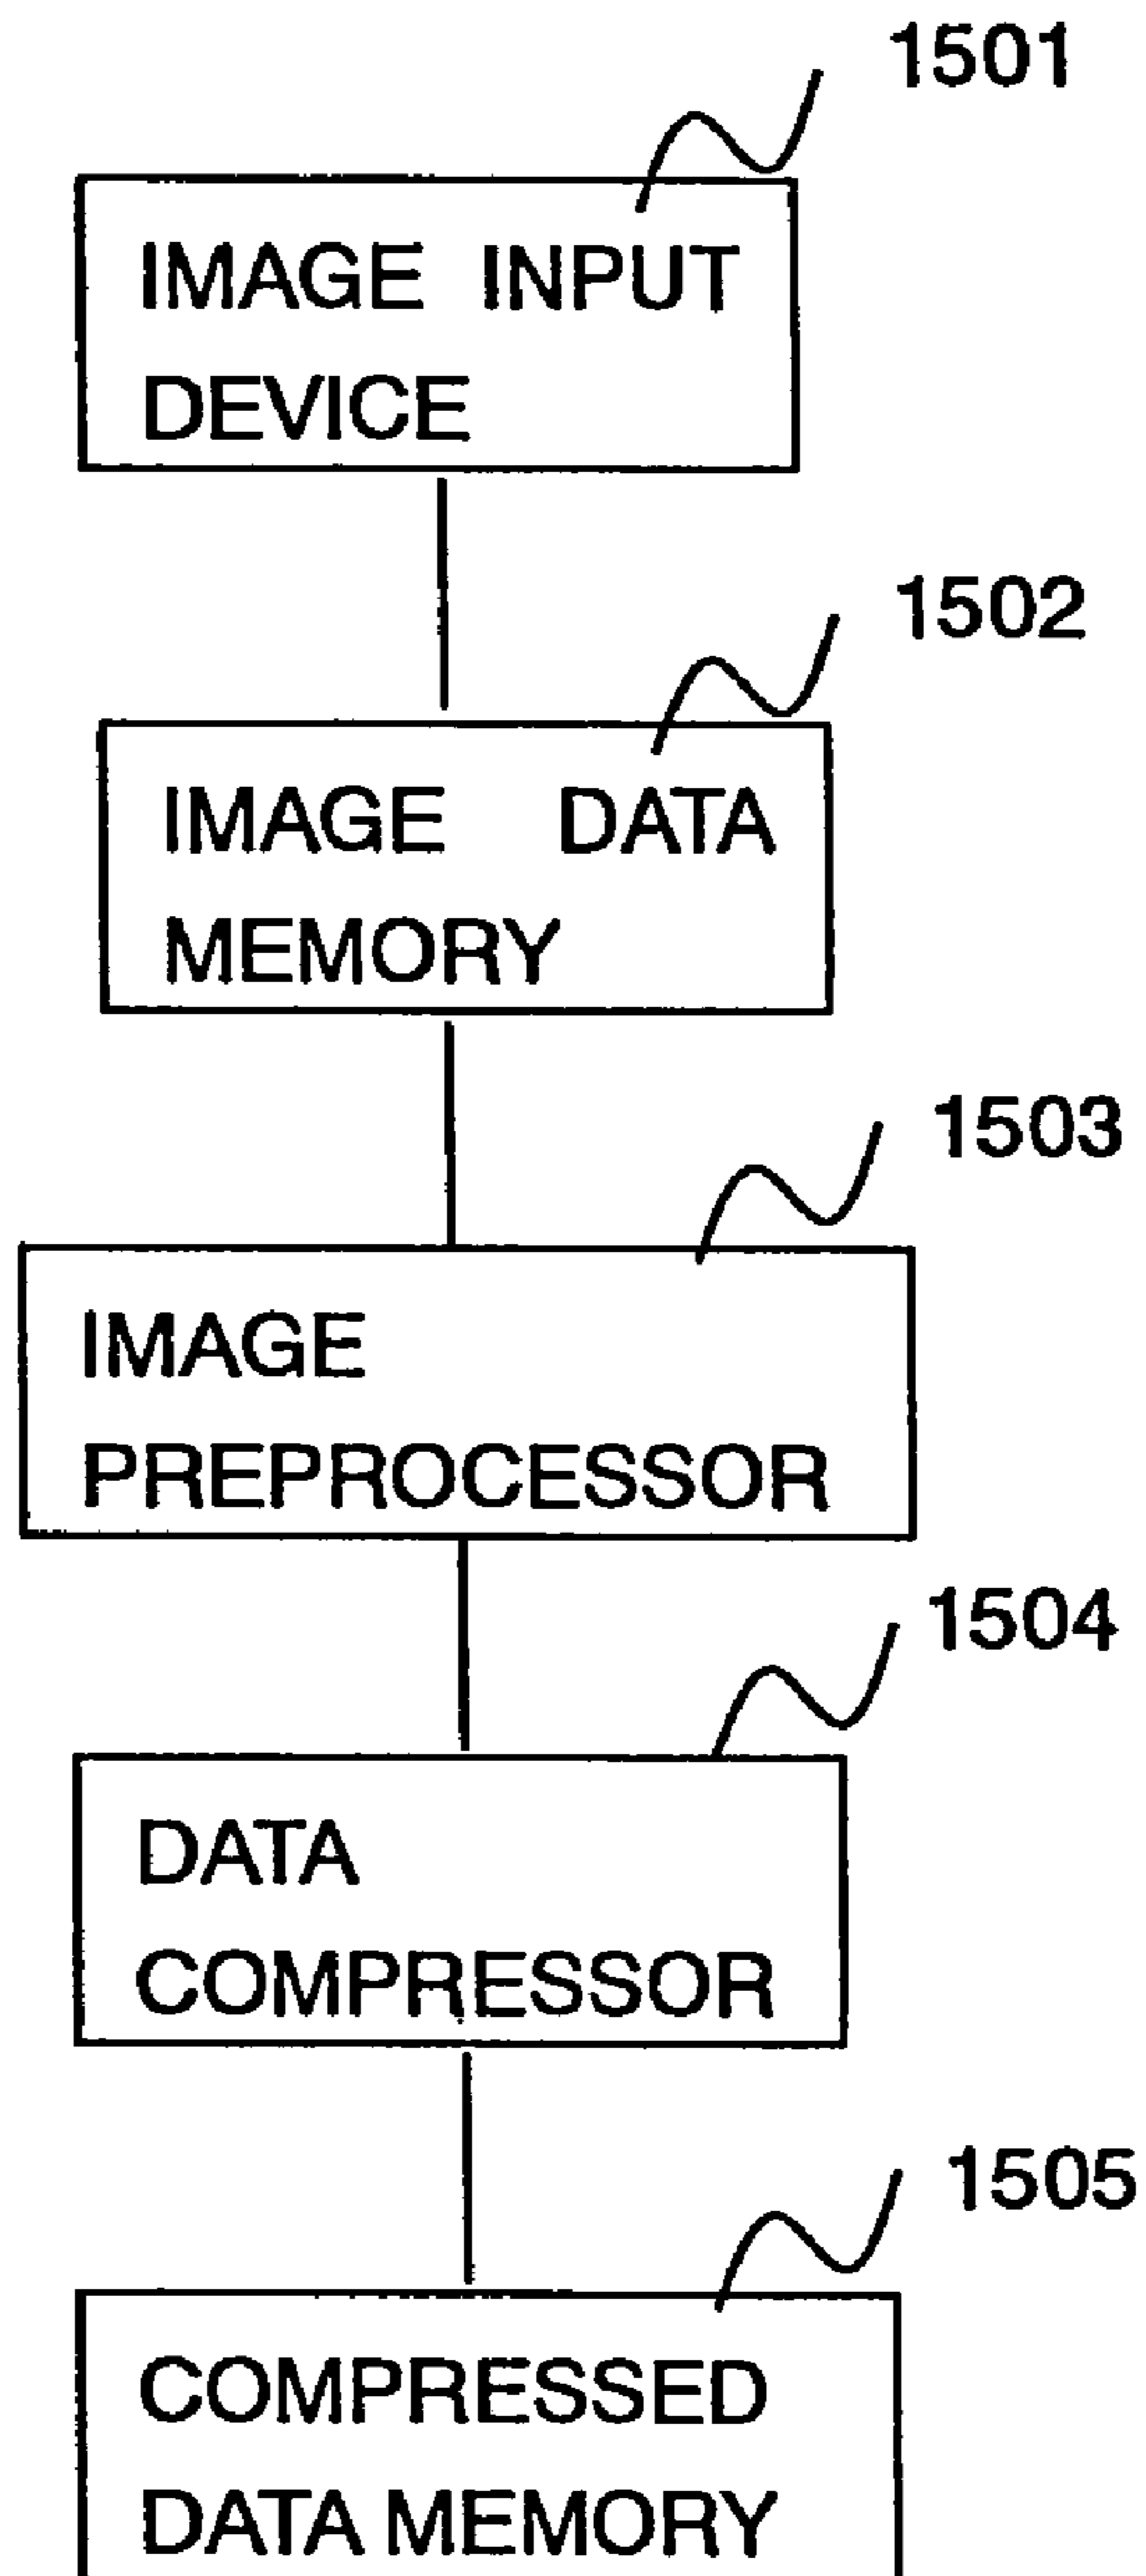 1501
IMAGE INPUT
DEVICE
1502
IMAGE DATA
MEMORY
1503
IMAGE
PREPROCESSOR
1504
DATA
COMPRESSOR
1505
COMPRESSED
DATA MEMORY